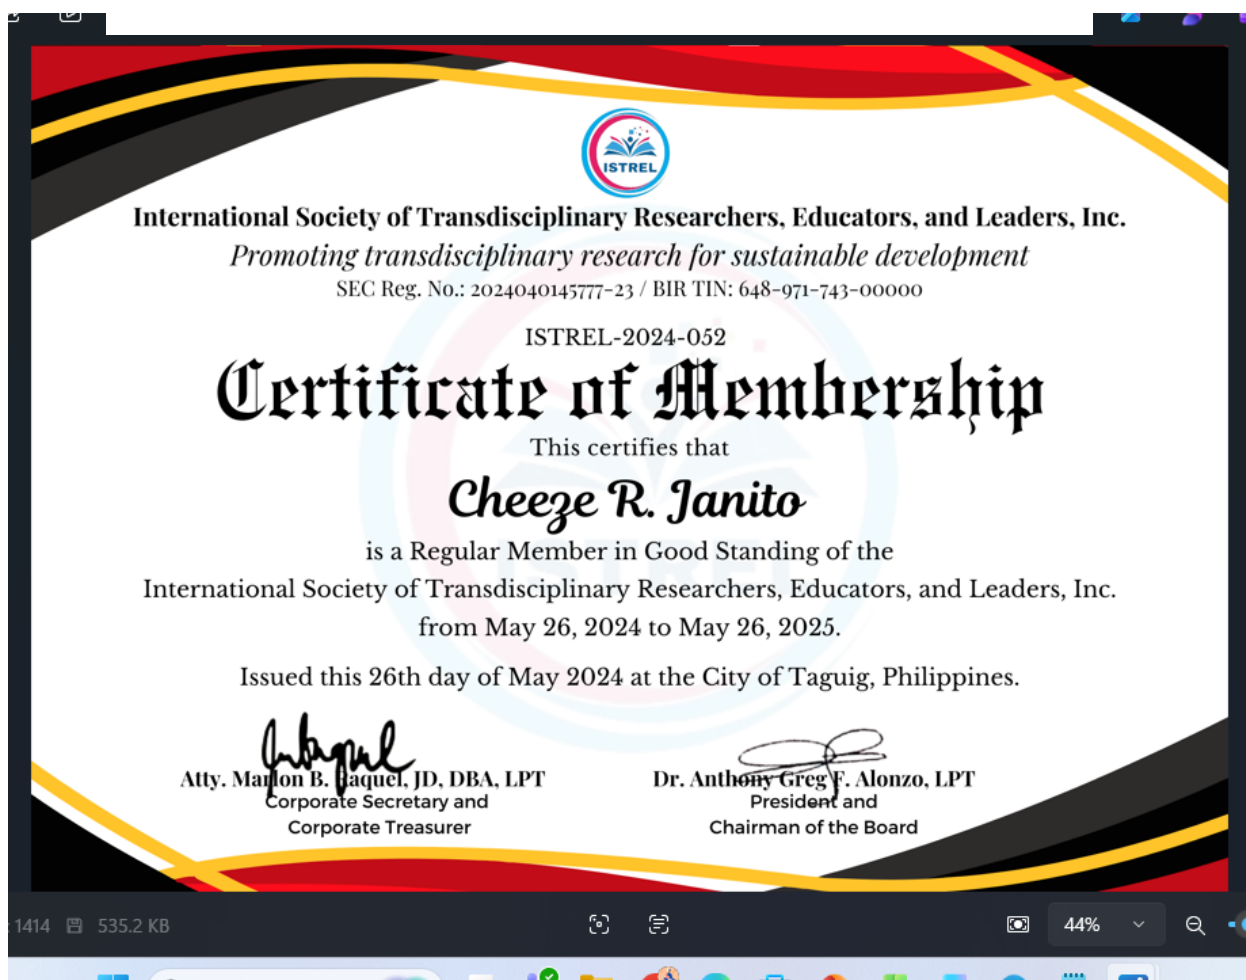 ISTREL
International Society of Transdisciplinary Researchers, Educators, and Leaders, Inc.
Promoting transdisciplinary research for sustainable development
SEC Reg. No.: 2024040145777-23 / BIR TIN: 648-971-743-00000
ISTREL-2024-052
Certificate of Membership
This certifies that
Cheeze R. Janito
is a Regular Member in Good Standing of the
International Society of Transdisciplinary Researchers, Educators, and Leaders, Inc.
from May 26, 2024 to May 26, 2025.
Issued this 26th day of May 2024 at the City of Taguig, Philippines.
Atty. Marlon B. Raquel, JD, DBA, LPT
Corporate Secretary and
Corporate Treasurer
Dr. Anthony Greg F. Alonzo, LPT
President and
Chairman of the Board
1414 535.2 KB 44%